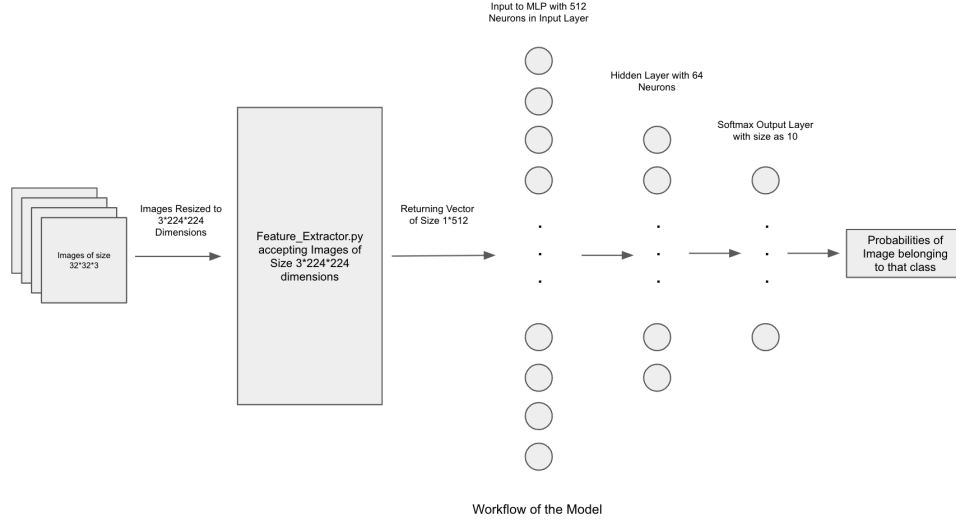 Input to MLP with 512
Neurons in Input Layer
Hidden Layer with 64
Neurons
Softmax Output Layer
with size as 10
Images Resized to
3*224*224
Dimensions
Returning Vector
of Size 1*512
Images of size
32*32*3
Feature_Extractor.py
accepting Images of
Size 3*224*224
dimensions
Probabilities of
Image belonging
to that class
Workflow of the Model